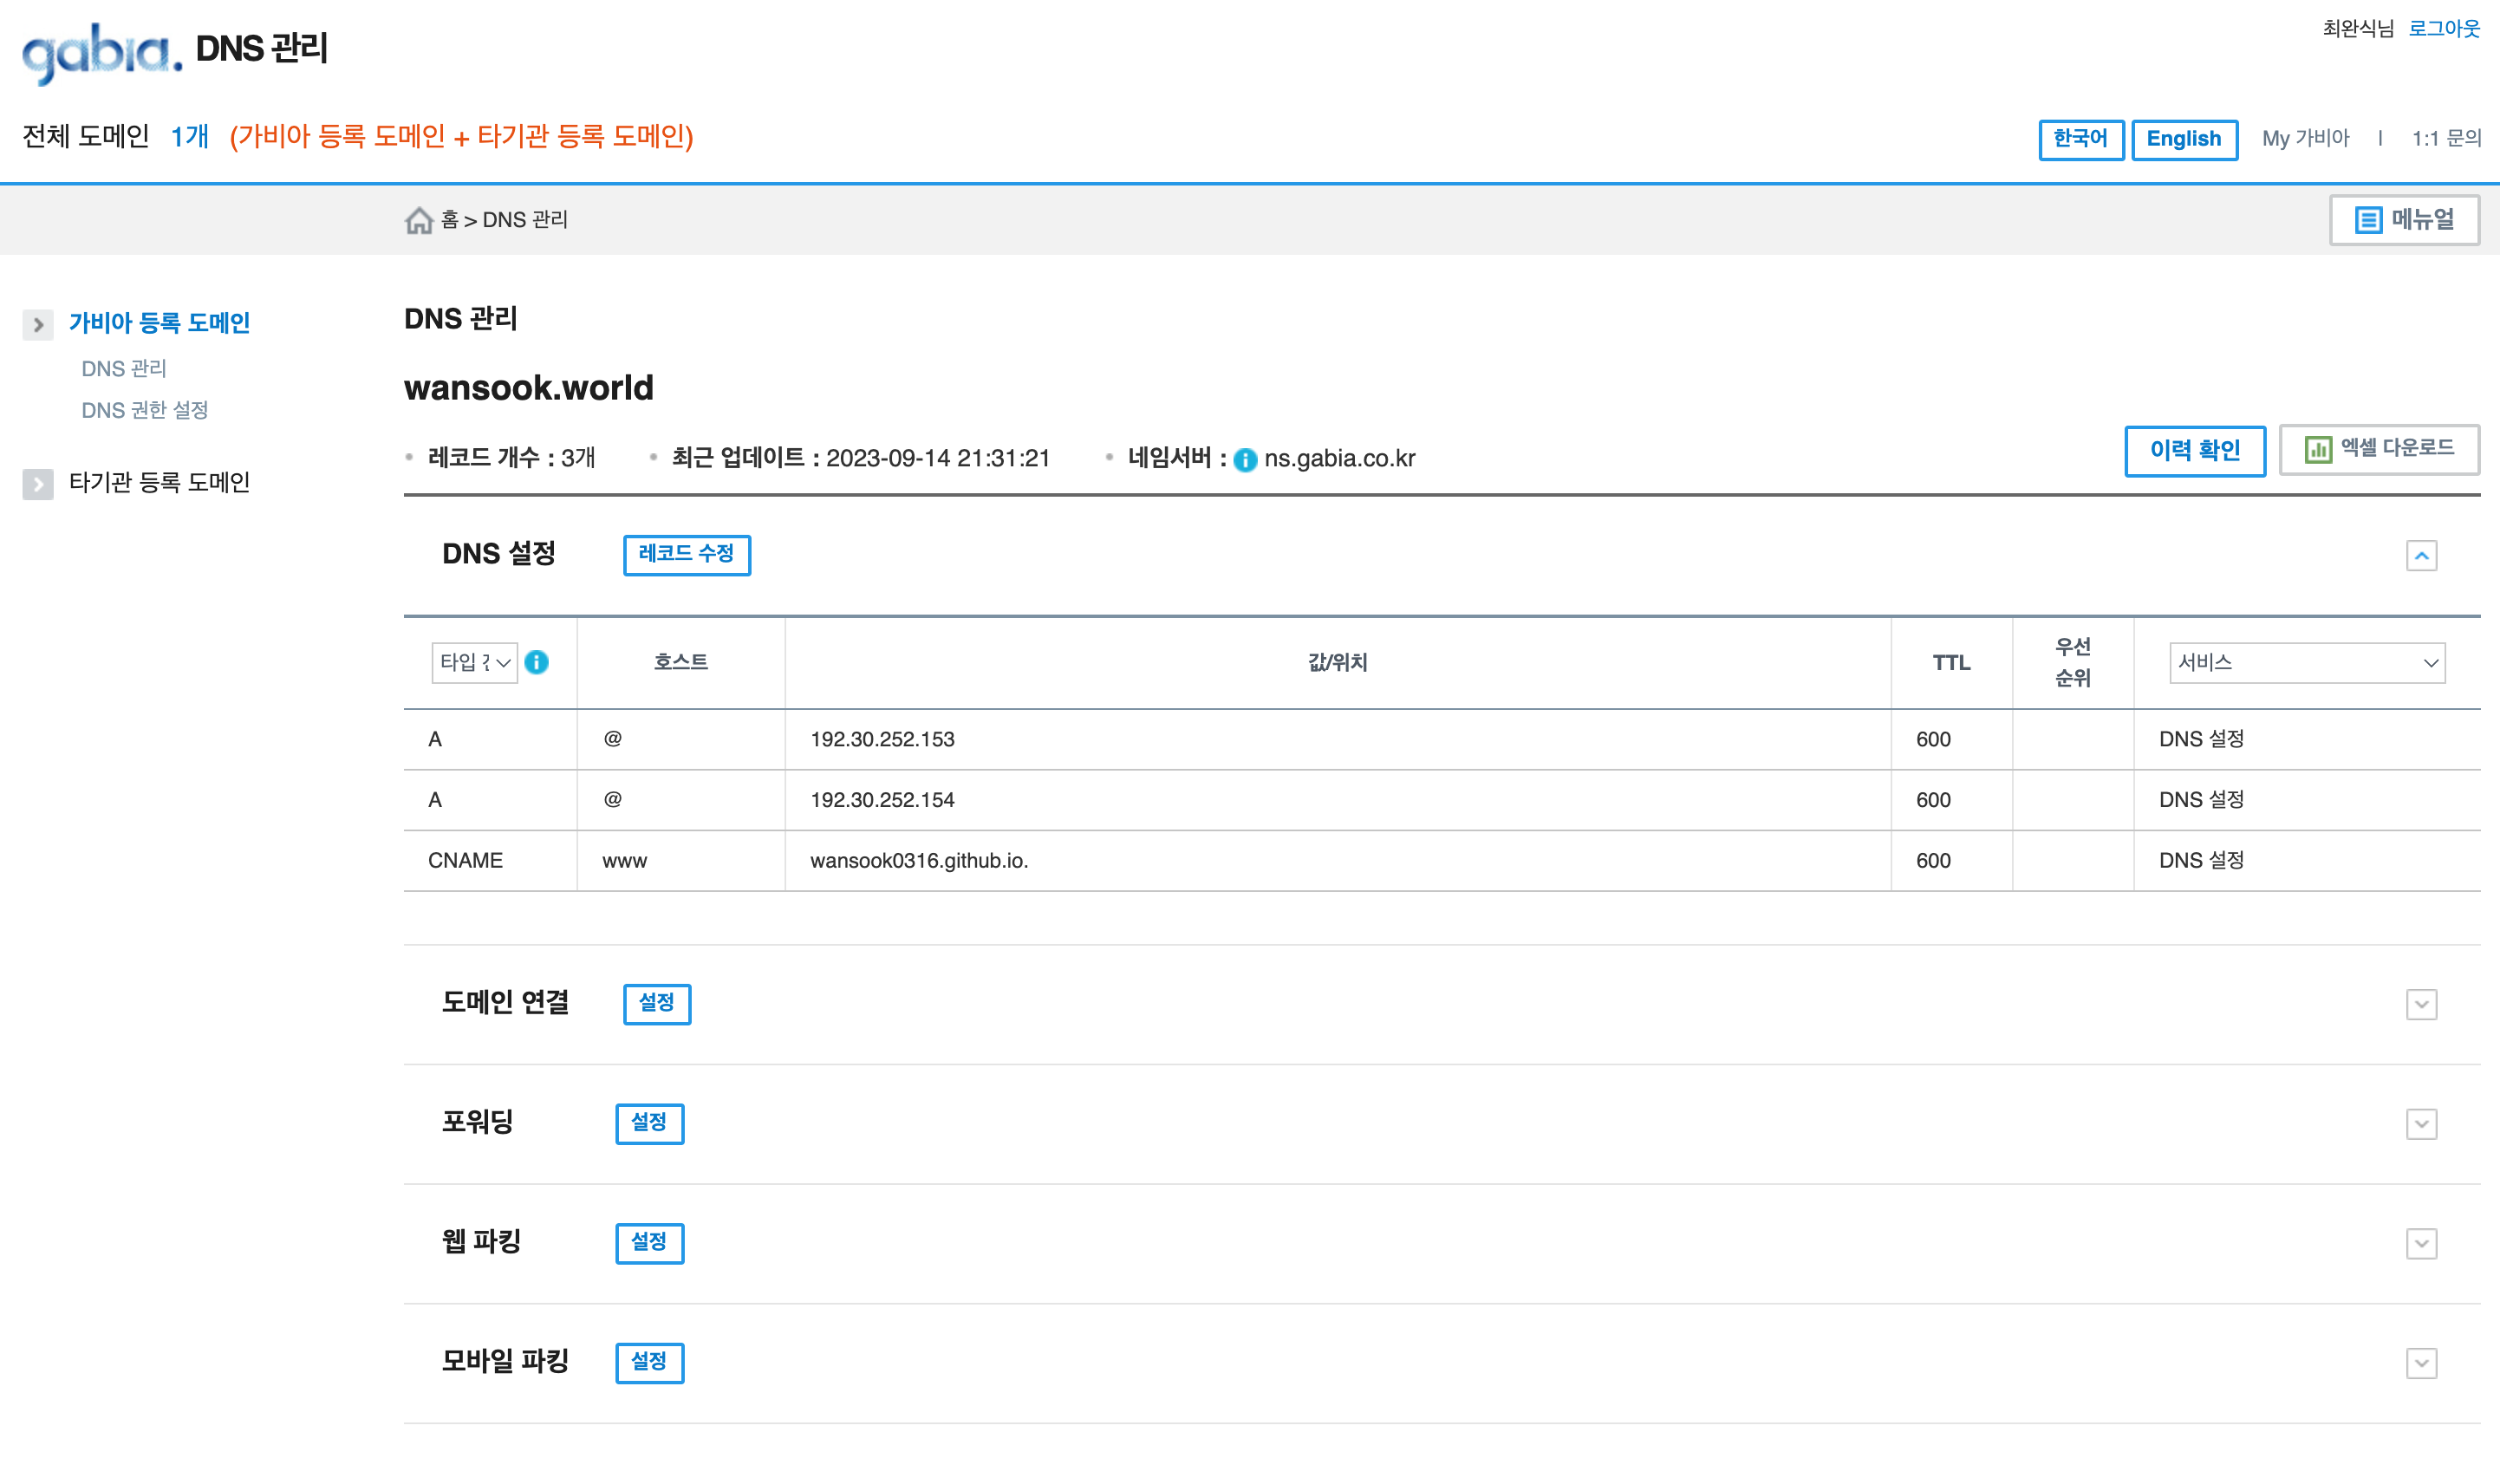 gabia. DNS 관리
최완식님 로그아웃
전체 도메인 1개 (가비아 등록 도메인 + 타기관 등록 도메인)
한국어 English My 가비아 | 1:1 문의
홈 > DNS 관리
메뉴얼
가비아 등록 도메인
DNS 관리
DNS 권한 설정
타기관 등록 도메인
DNS 관리
wansook.world
레코드 개수 : 3개 최근 업데이트 : 2023-09-14 21:31:21 네임서버 : ns.gabia.co.kr
이력 확인 엑셀 다운로드
DNS 설정 레코드 수정
타입 호스트 값/위치 TTL 우선 순위 서비스
A @ 192.30.252.153 600 DNS 설정
A @ 192.30.252.154 600 DNS 설정
CNAME www wansook0316.github.io. 600 DNS 설정
도메인 연결 설정
포워딩 설정
웹 파킹 설정
모바일 파킹 설정